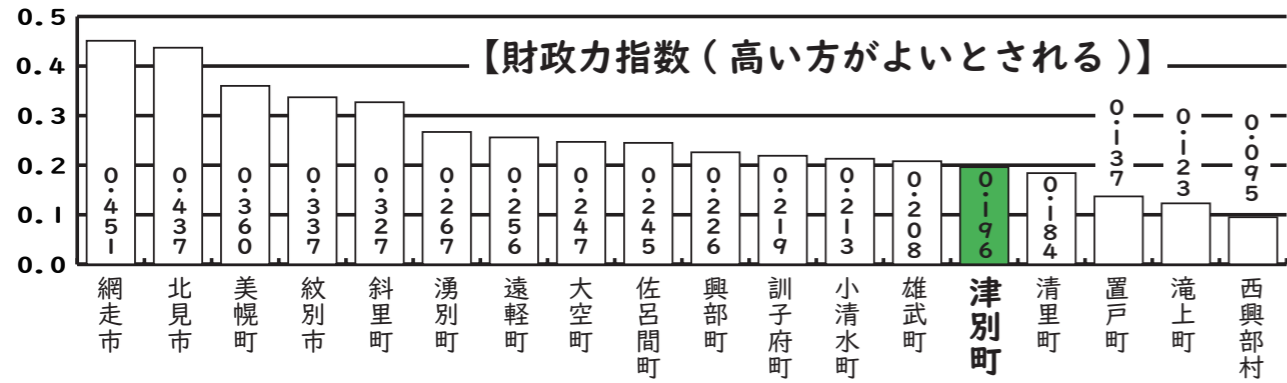 【財政力指数(高い方がよいとされる)】
0.5
0.4
0.3
0.2
0.1
0.0
0.451
0.437
0.360
0.337
0.327
0.267
0.256
0.247
0.245
0.226
0.219
0.213
0.208
0.196
0.184
0.137
0.123
0.095
網走市
北見市
美幌町
紋別市
斜里町
湧別町
遠軽町
大空町
佐呂間町
興部町
訓子府町
小清水町
雄武町
津別町
清里町
置戸町
滝上町
西興部村